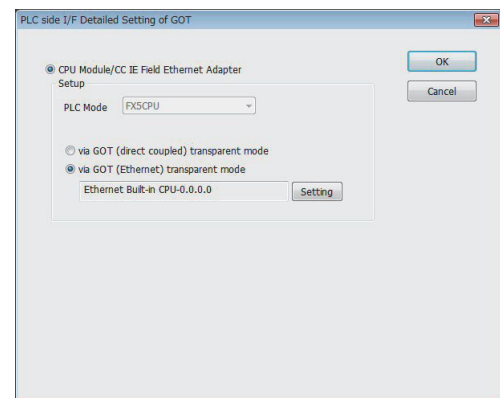 PLC side I/F Detailed Setting of GOT
OK
Cancel
CPU Module/CC IE Field Ethernet Adapter
Setup
PLC Mode
FX5CPU
via GOT (direct coupled) transparent mode
via GOT (Ethernet) transparent mode
Ethernet Built-in CPU-0.0.0.0
Setting